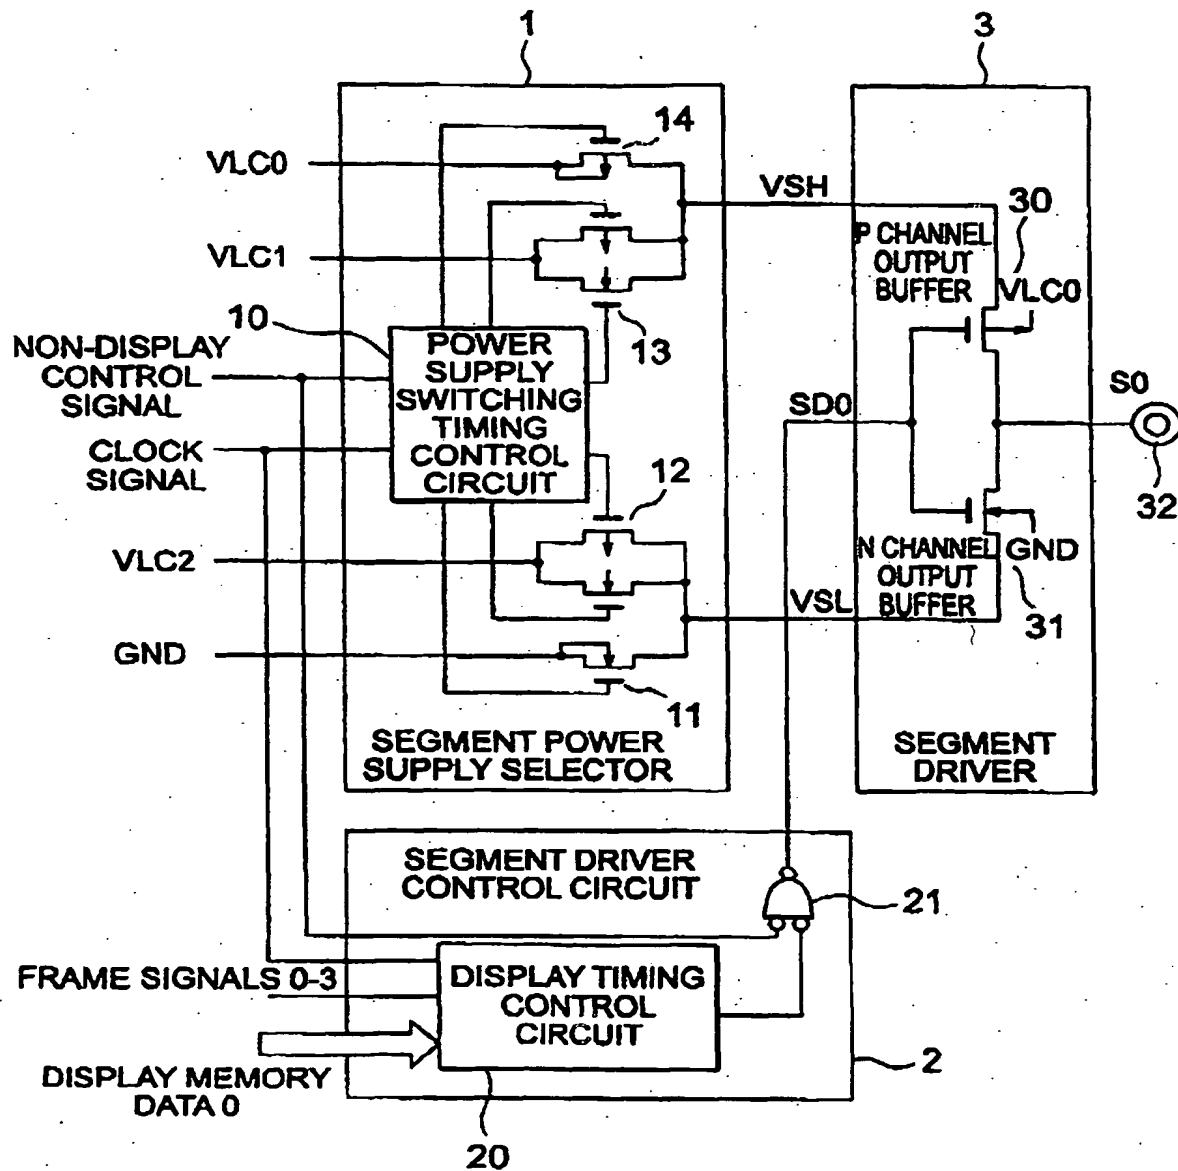 1
3
14
VLC0
VSH
30
P CHANNEL
OUTPUT
BUFFER
VLC0
VLC1
13
10
POWER
SUPPLY
SWITCHING
TIMING
CONTROL
CIRCUIT
NON-DISPLAY
CONTROL
SIGNAL
CLOCK
SIGNAL
SD0
S0
32
12
VLC2
N CHANNEL
OUTPUT
BUFFER
GND
31
VSL
GND
11
SEGMENT POWER
SUPPLY SELECTOR
SEGMENT
DRIVER
SEGMENT DRIVER
CONTROL CIRCUIT
21
FRAME SIGNALS 0-3
DISPLAY TIMING
CONTROL
CIRCUIT
DISPLAY MEMORY
DATA 0
2
20